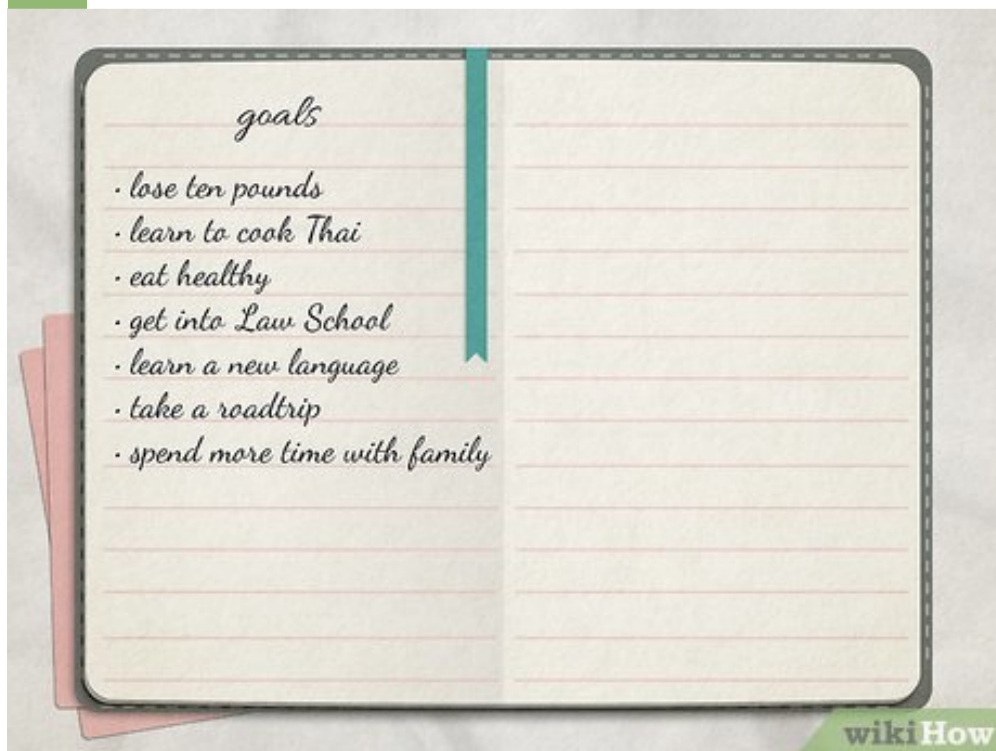 goals
· lose ten pounds
· learn to cook Thai
· eat healthy
· get into Law School
· learn a new language
· take a roadtrip
· spend more time with family
wikiHow